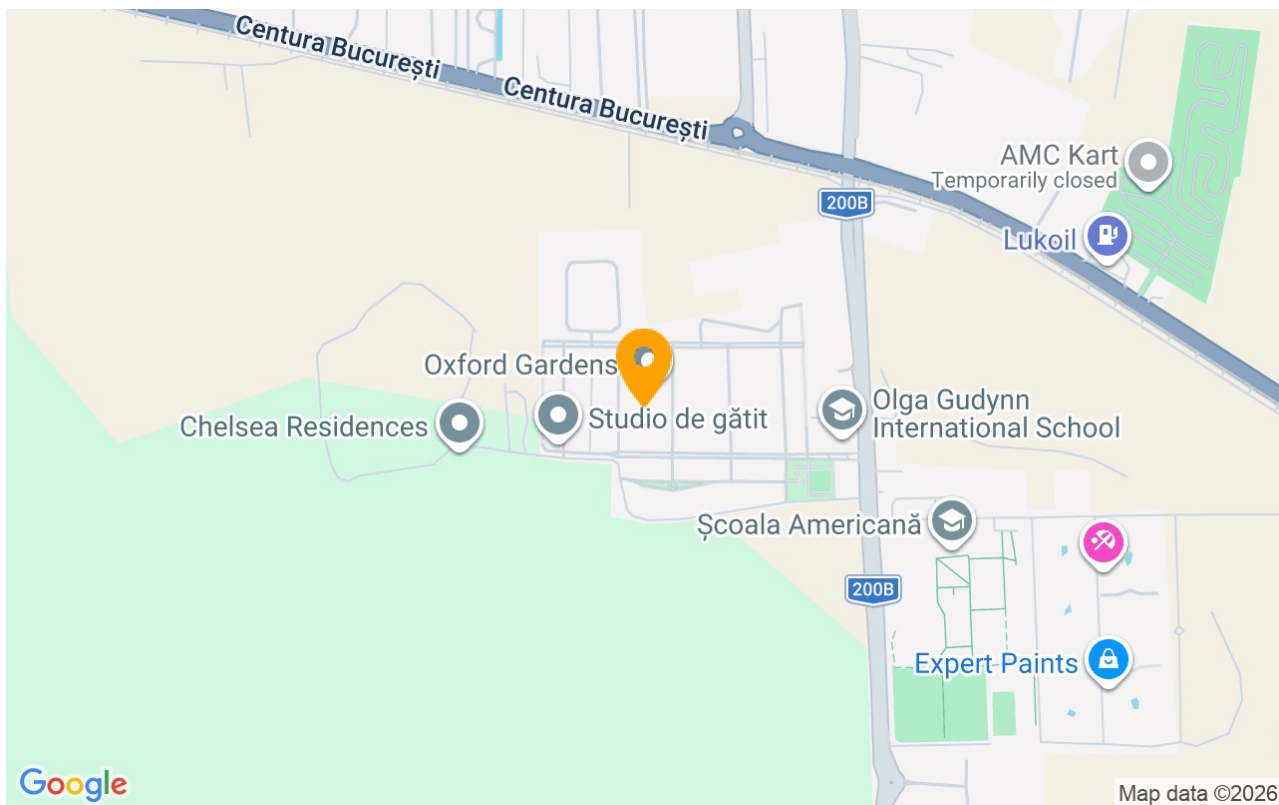 Centura București
Centura București
AMC Kart
Temporarily closed
200B
Lukoil
Oxford Gardens
Chelsea Residences
Studio de gătit
Olga Gudynn
International School
Școala Americană
200B
Expert Paints
Google
Map data ©2026